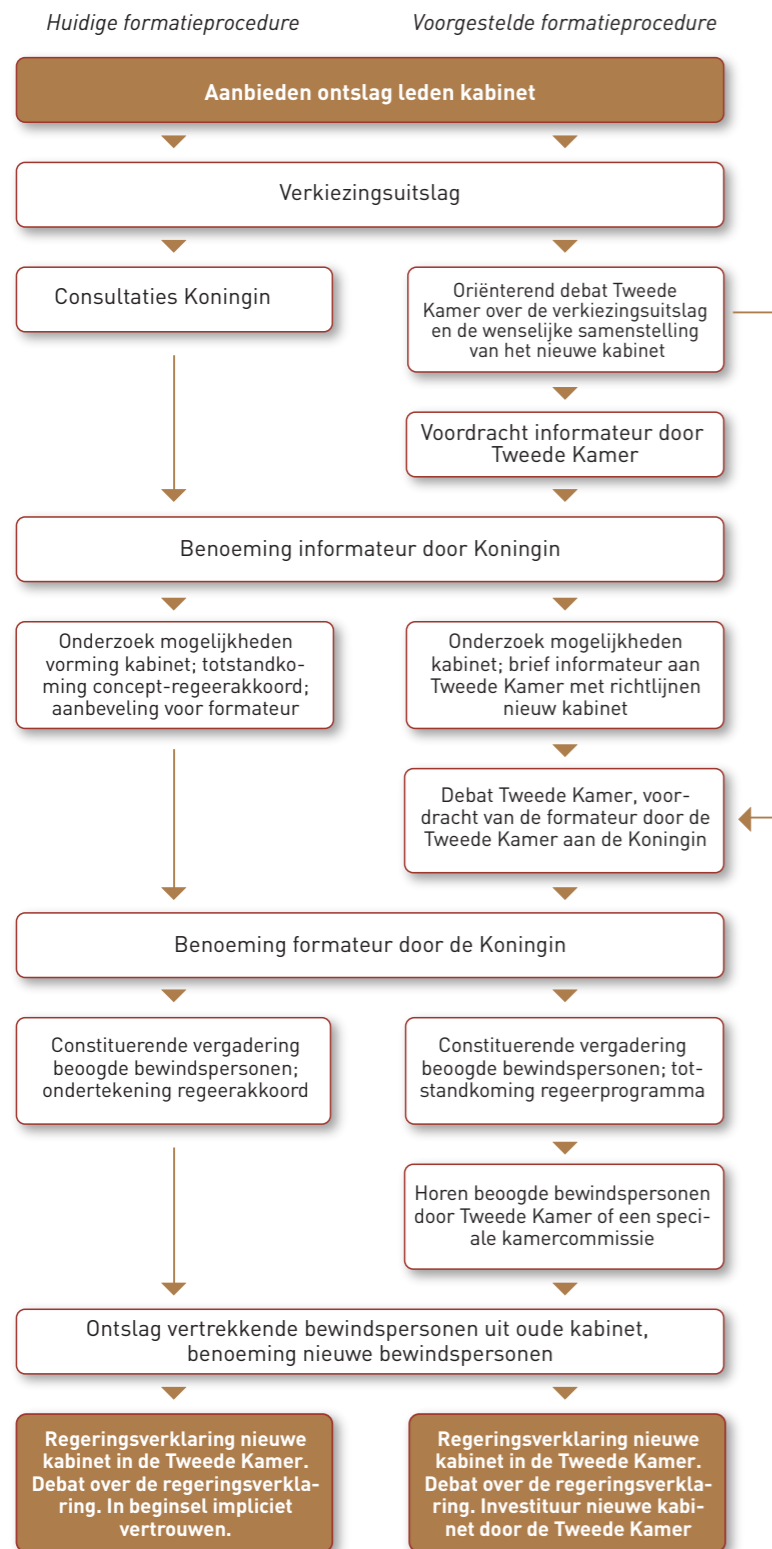 Huidige formatieprocedure
Voorgestelde formatieprocedure
Aanbieden ontslag leden kabinet
Verkiezingsuitslag
Consultaties Koningin
Oriënterend debat Tweede
Kamer over de verkiezingsuitslag
en de wenselijke samenstelling
van het nieuwe kabinet
Voordracht informateur door
Tweede Kamer
Benoeming informateur door Koningin
Onderzoek mogelijkheden
vorming kabinet; totstandko-
ming concept-regeerakkoord;
aanbeveling voor formateur
Onderzoek mogelijkheden
kabinet; brief informateur aan
Tweede Kamer met richtlijnen
nieuw kabinet
Debat Tweede Kamer, voor-
dracht van de formateur door de
Tweede Kamer aan de Koningin
Benoeming formateur door de Koningin
Constituerende vergadering
beoogde bewindspersonen;
ondertekening regeerakkoord
Constituerende vergadering
beoogde bewindspersonen; tot-
standkoming regeerprogramma
Horen beoogde bewindspersonen
door Tweede Kamer of een speci-
ale kamercommissie
Ontslag vertrekkende bewindspersonen uit oude kabinet,
benoeming nieuwe bewindspersonen
Regeringsverklaring nieuwe
kabinet in de Tweede Kamer.
Debat over de regeringsverkla-
ring. In beginsel impliciet
vertrouwen.
Regeringsverklaring nieuwe
kabinet in de Tweede Kamer.
Debat over de regeringsverkla-
ring. Investituur nieuwe kabi-
net door de Tweede Kamer